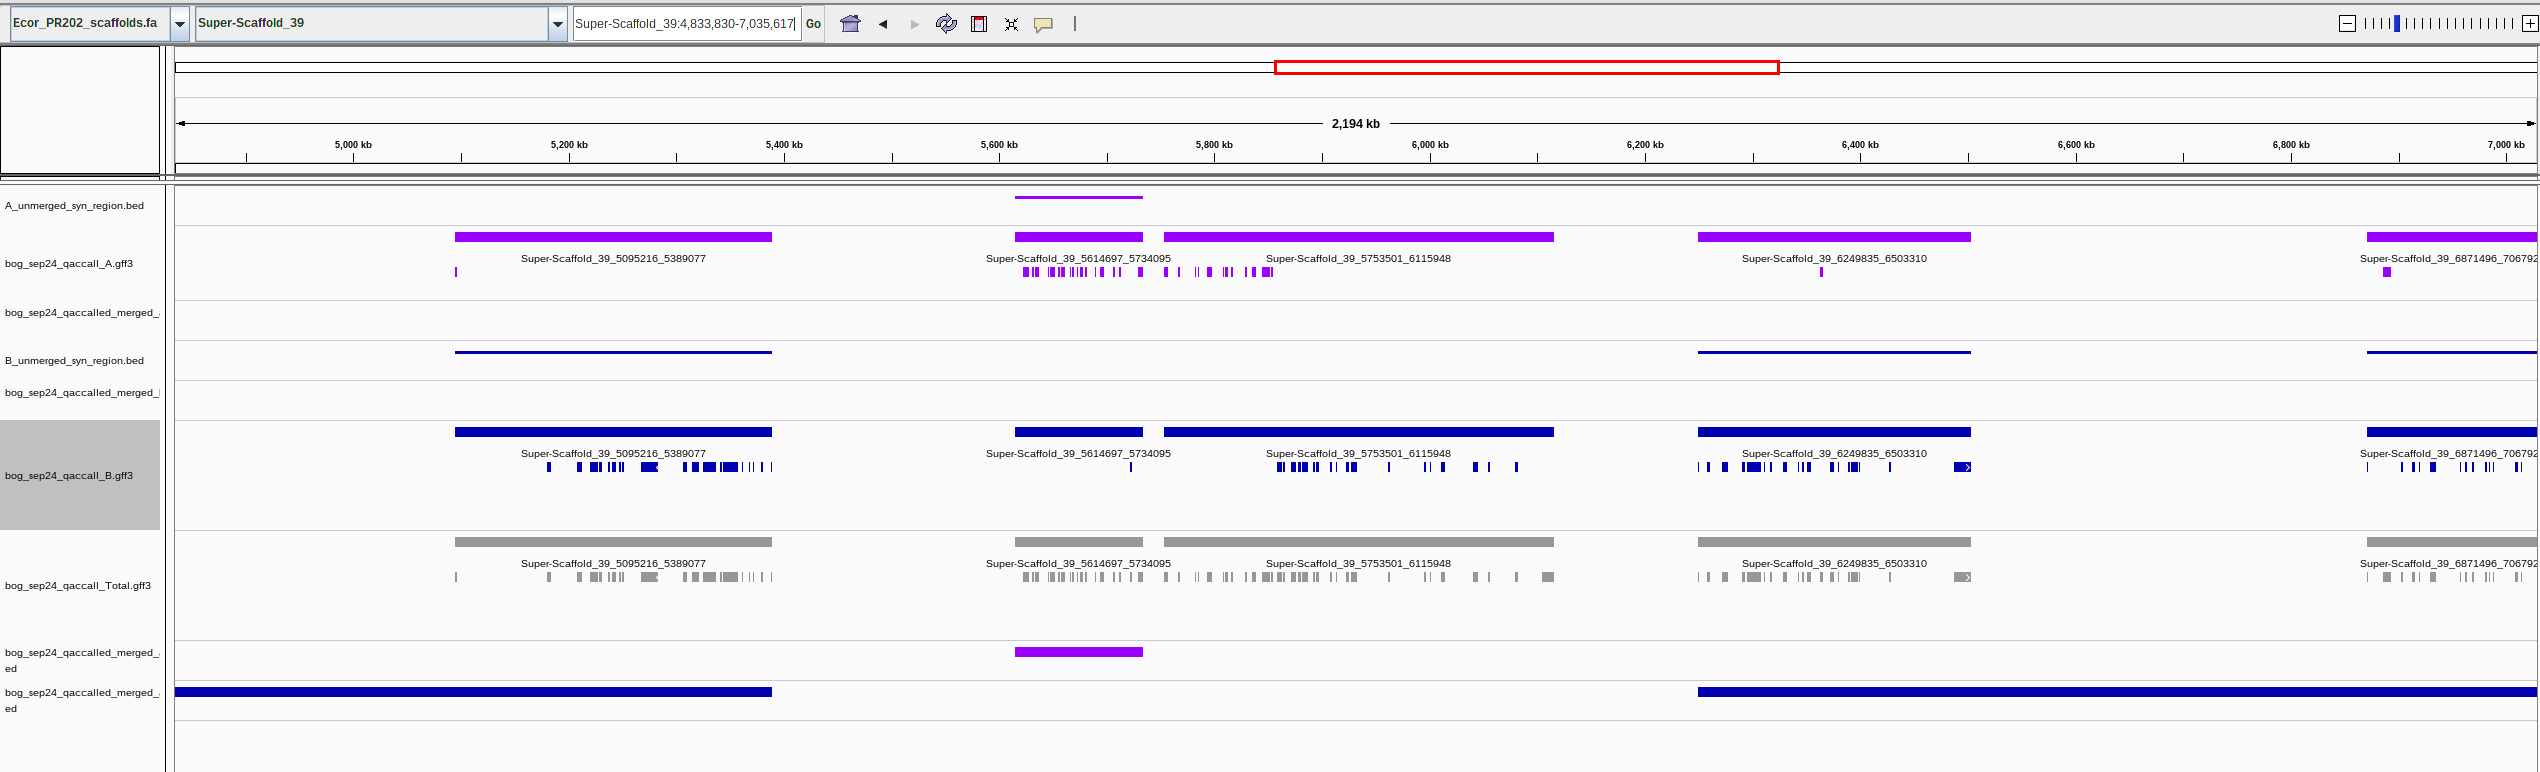 Ecor_PR202_scaffolds.fa Super-Scaffold_39 Super-Scaffold_39:4,833,830-7,035,617 Go
2,194 kb
5,000 kb 5,200 kb 5,400 kb 5,600 kb 5,800 kb 6,000 kb 6,200 kb 6,400 kb 6,600 kb 6,800 kb 7,000 kb
A_unmerged_syn_region.bed
bog_sep24_qaccall_A.gff3
Super-Scaffold_39_5095216_5389077 Super-Scaffold_39_5614697_5734095 Super-Scaffold_39_5753501_6115948 Super-Scaffold_39_6249835_6503310 Super-Scaffold_39_6871496_706792
bog_sep24_qaccalled_merged_
B_unmerged_syn_region.bed
bog_sep24_qaccalled_merged_
bog_sep24_qaccall_B.gff3
Super-Scaffold_39_5095216_5389077 Super-Scaffold_39_5614697_5734095 Super-Scaffold_39_5753501_6115948 Super-Scaffold_39_6249835_6503310 Super-Scaffold_39_6871496_706792
bog_sep24_qaccall_Total.gff3
Super-Scaffold_39_5095216_5389077 Super-Scaffold_39_5614697_5734095 Super-Scaffold_39_5753501_6115948 Super-Scaffold_39_6249835_6503310 Super-Scaffold_39_6871496_706792
bog_sep24_qaccalled_merged_
ed
bog_sep24_qaccalled_merged_
ed